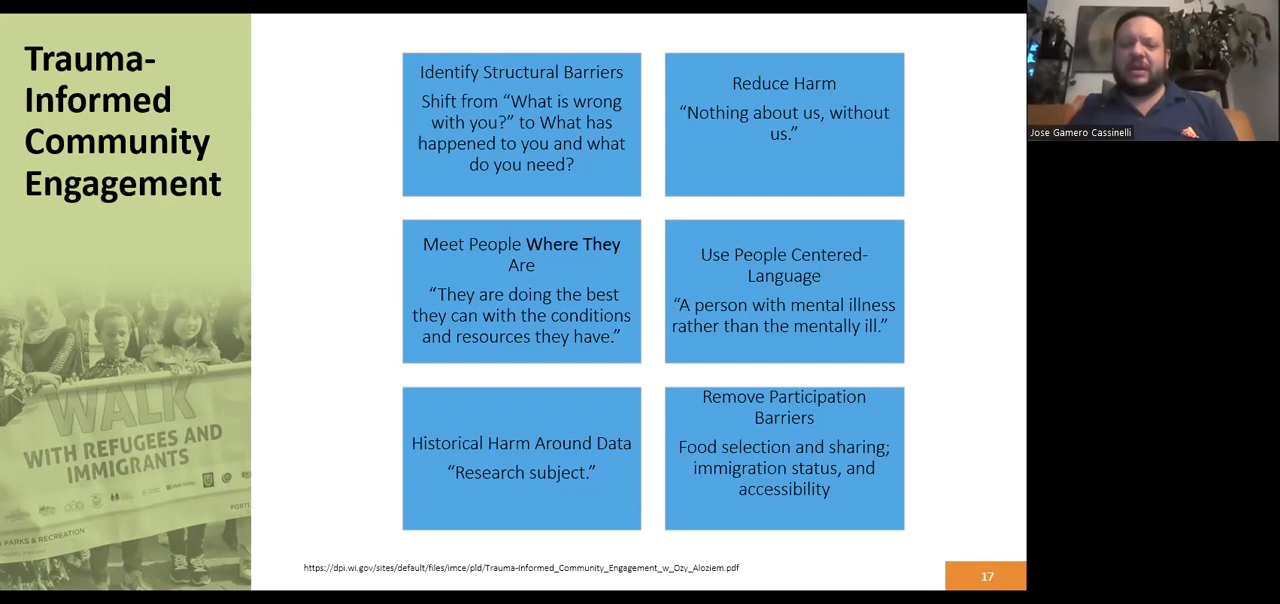 Trauma-
Informed
Community
Engagement
Identify Structural Barriers
Shift from “What is wrong
with you?” to What has
happened to you and what
do you need?
Reduce Harm
“Nothing about us, without
us.”
Meet People Where They
Are
“They are doing the best
they can with the conditions
and resources they have.”
Use People Centered-
Language
“A person with mental illness
rather than the mentally ill.”
Historical Harm Around Data
“Research subject.”
Remove Participation
Barriers
Food selection and sharing;
immigration status, and
accessibility
WALK
WITH REFUGEES AND
IMMIGRANTS
PARKS & RECREATION
https://dpi.wi.gov/sites/default/files/imce/pld/Trauma-Informed_Community_Engagement_w_Ozy_Aloziem.pdf
17
Jose Gamero Cassinelli